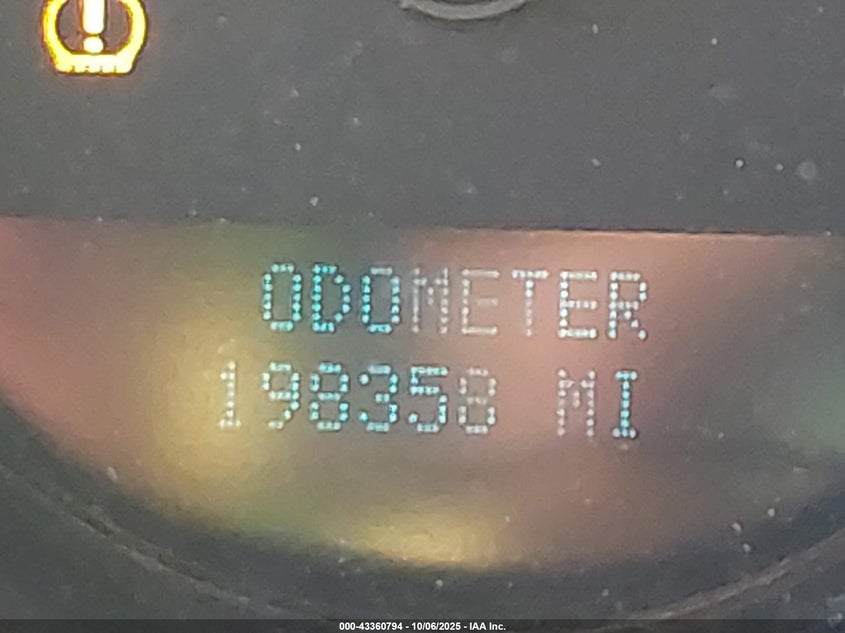 ODOMETER
198358 MI
000-43360794 - 10/06/2025 - IAA Inc.